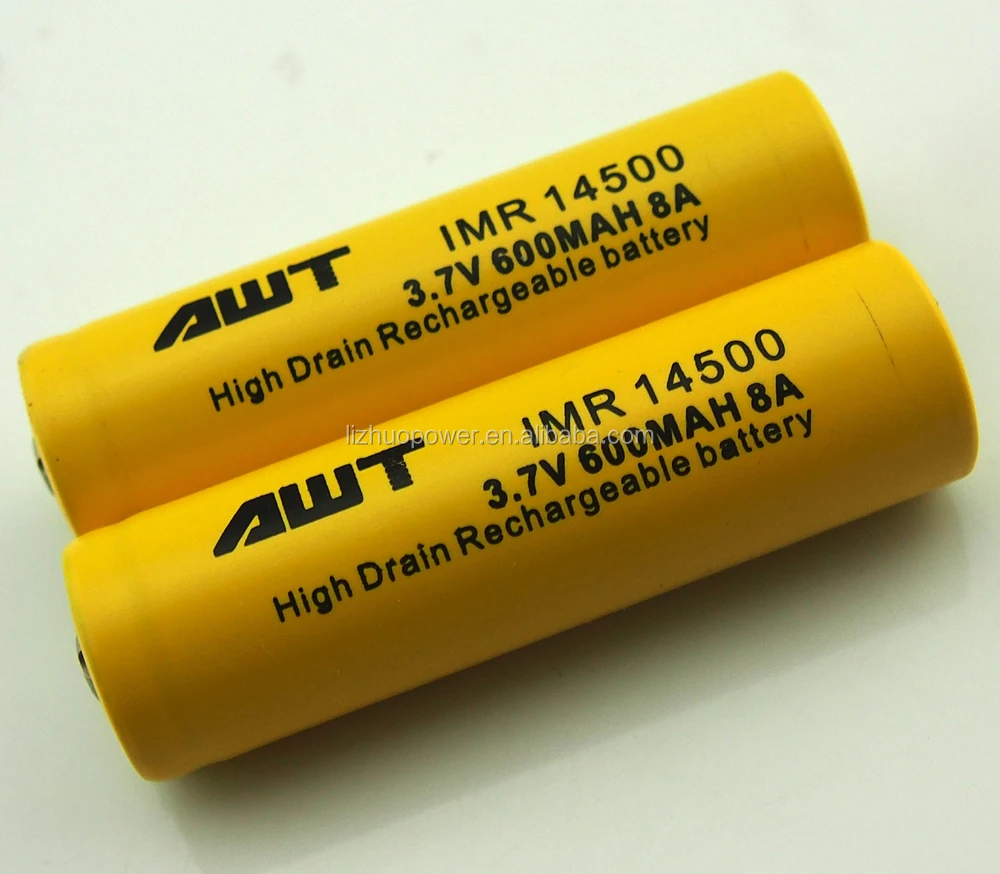 AWT
IMR 14500
3.7V 600MAH 8A
High Drain Rechargeable battery
lizhuopower.en.alibaba.com
AWT
IMR 14500
3.7V 600MAH 8A
High Drain Rechargeable battery